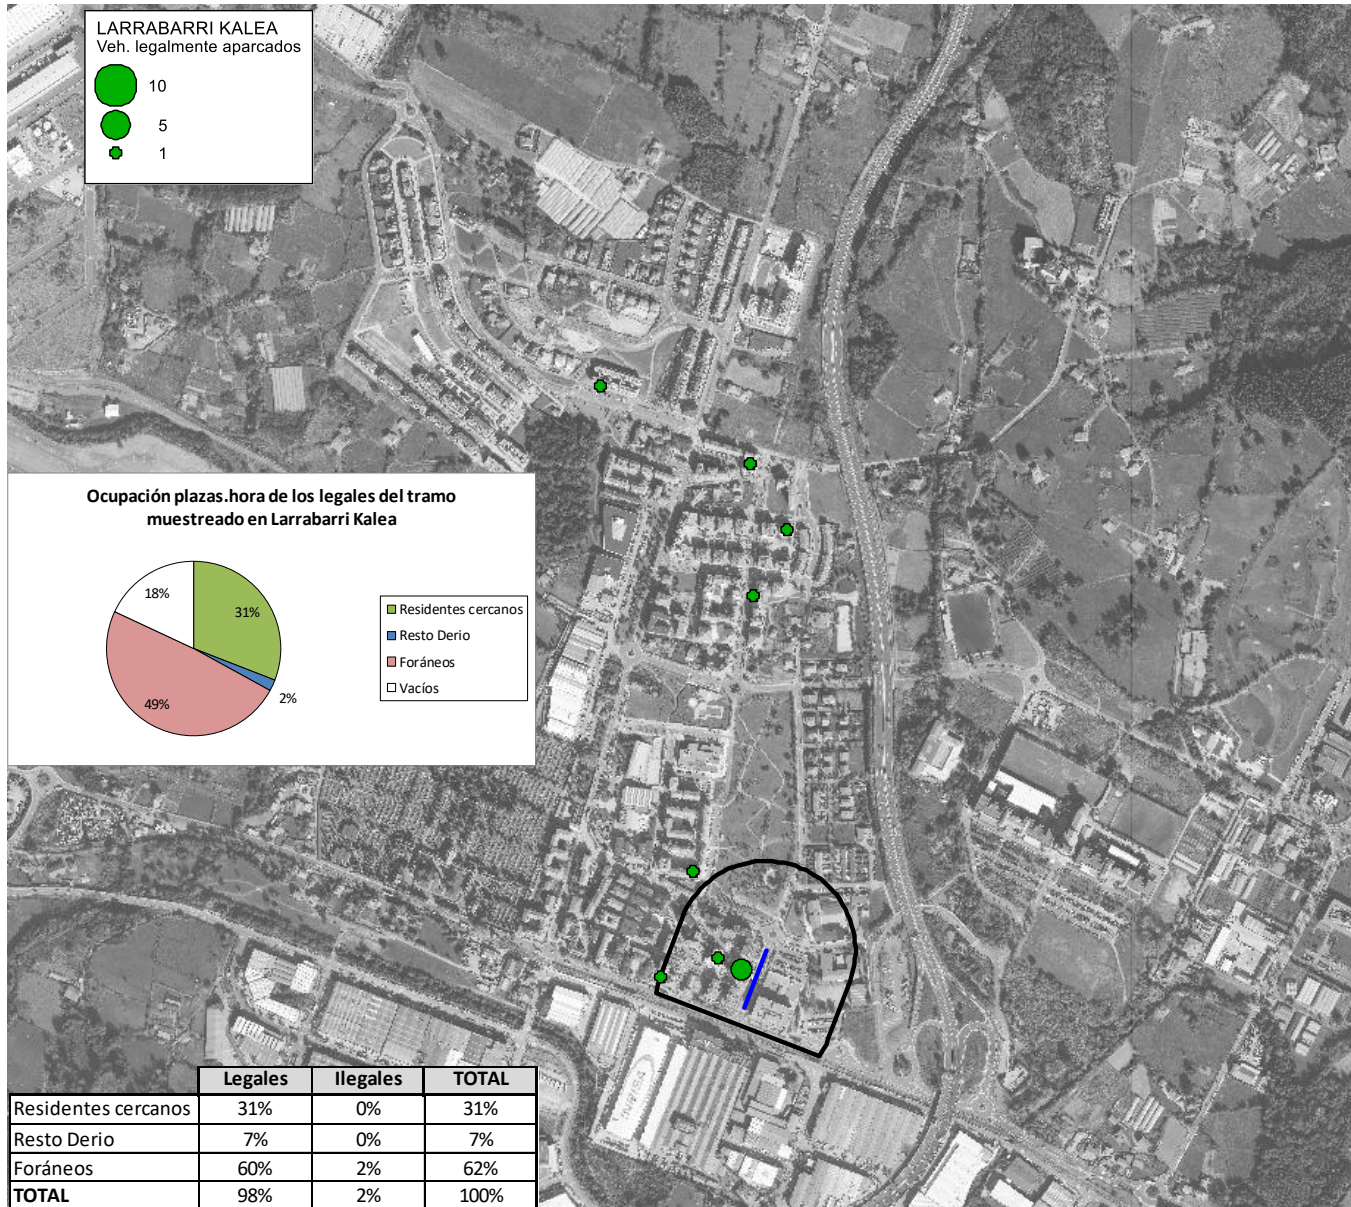 LARRABARRI KALEA
Veh. legalmente aparcados
10
5
1
Ocupación plazas.hora de los legales del tramo
muestreado en Larrabarri Kalea
18%
31%
2%
49%
Residentes cercanos
Resto Derio
Foráneos
Vacíos
Legales Ilegales TOTAL
Residentes cercanos 31% 0% 31%
Resto Derio 7% 0% 7%
Foráneos 60% 2% 62%
TOTAL 98% 2% 100%